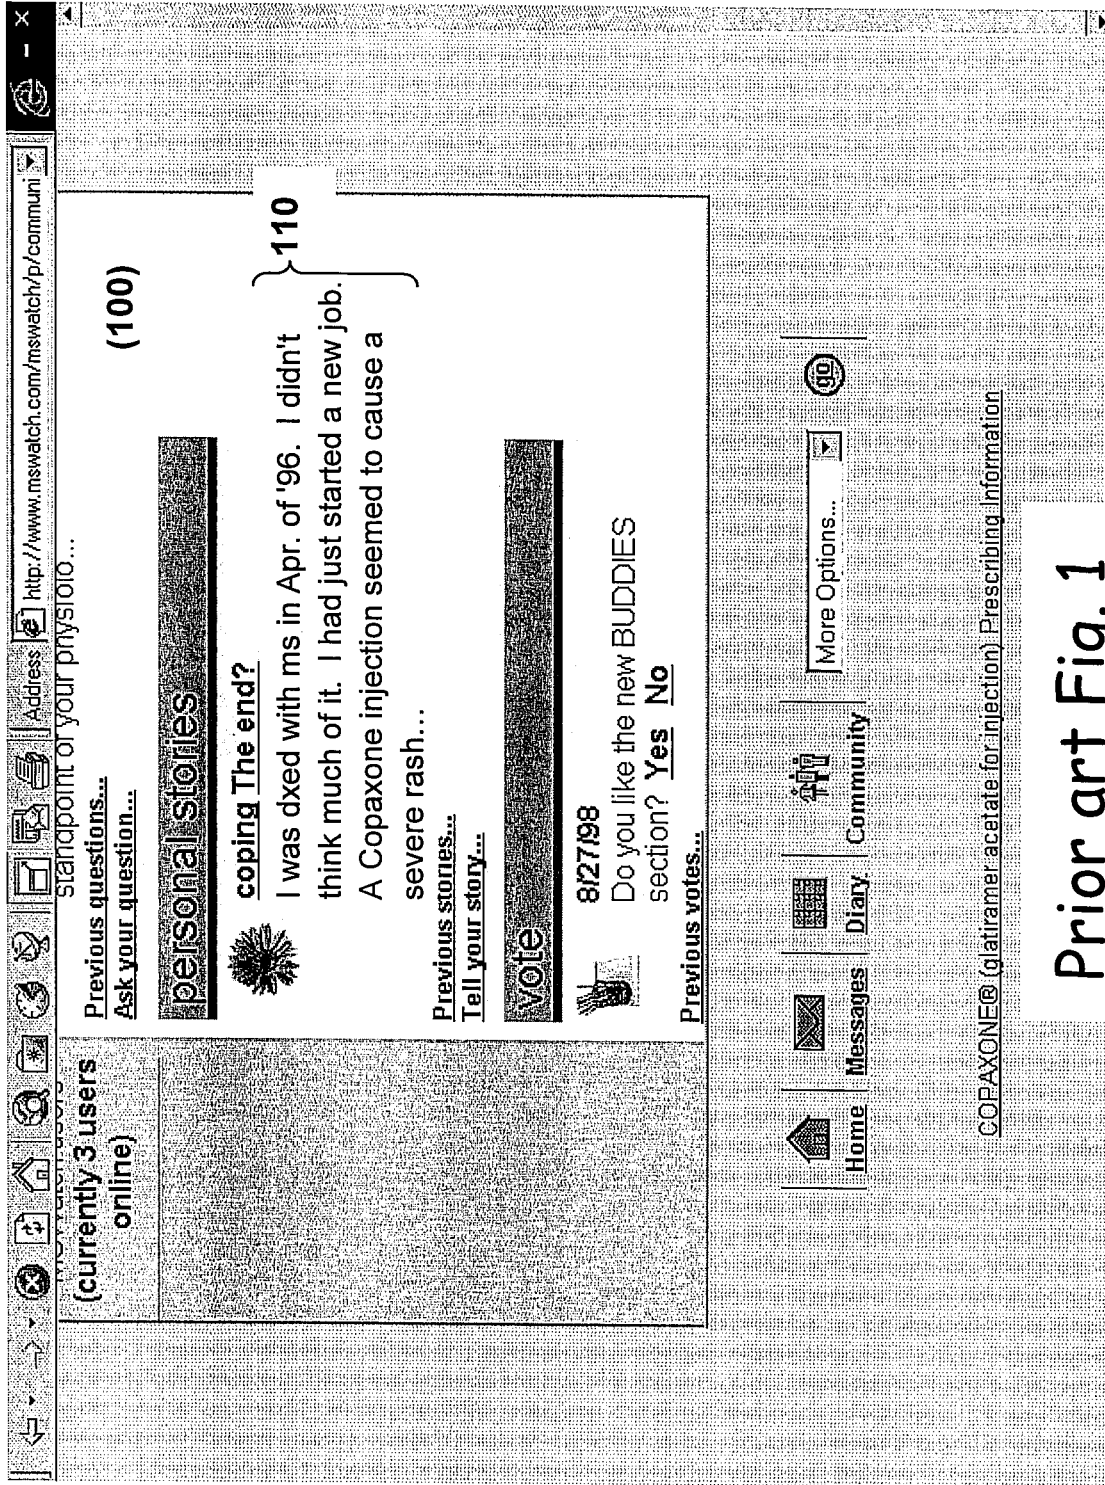 Address http://www.mswatch.com/mswatch/p/communi
(currently 3 users
online)
standpoint or your physiolo...
Previous questions...
Ask your question...
(100)
personal stories
coping The end?
I was dxed with ms in Apr. of '96. I didn't
think much of it. I had just started a new job.
A Copaxone injection seemed to cause a
severe rash...
110
Previous stories...
Tell your story...
vote
8/27/98
Do you like the new BUDDIES
section? Yes No
Previous votes...
Home Messages Diary Community More Options... go
COPAXONE® (glatiramer acetate for injection) Prescribing Information
Prior art Fig. 1